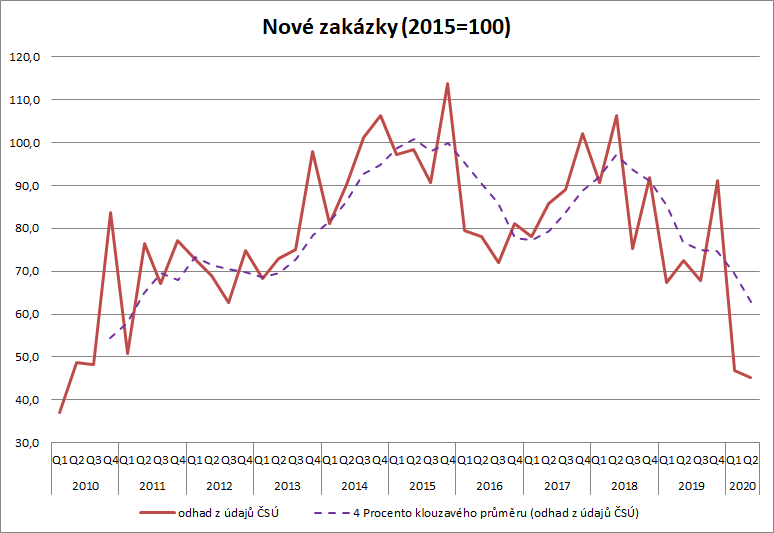 Nové zakázky (2015=100)
120,0
110,0
100,0
90,0
80,0
70,0
60,0
50,0
40,0
30,0
Q1 Q2 Q3 Q4 Q1 Q2 Q3 Q4 Q1 Q2 Q3 Q4 Q1 Q2 Q3 Q4 Q1 Q2 Q3 Q4 Q1 Q2 Q3 Q4 Q1 Q2 Q3 Q4 Q1 Q2 Q3 Q4 Q1 Q2 Q3 Q4 Q1 Q2 Q3 Q4 Q1 Q2
2010 2011 2012 2013 2014 2015 2016 2017 2018 2019 2020
odhad z údajů ČSÚ 4 Procento klouzavého průměru (odhad z údajů ČSÚ)